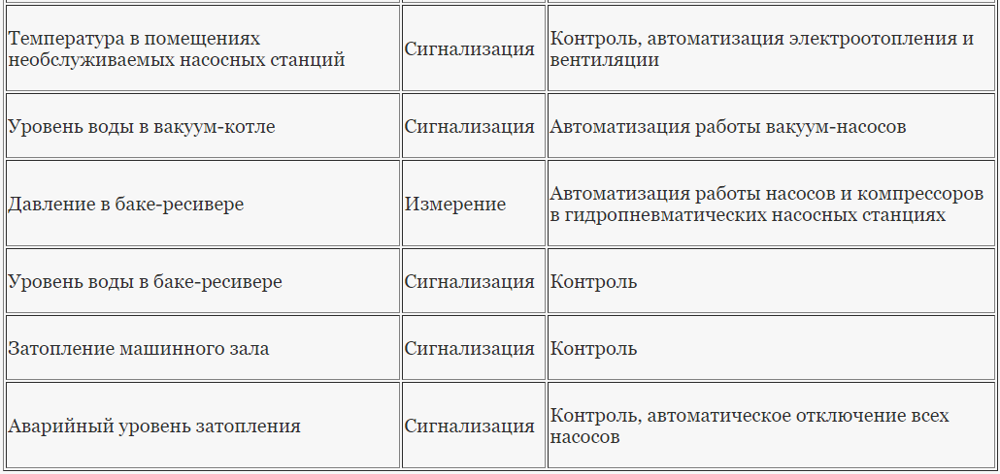 Температура в помещениях
необслуживаемых насосных станций
Сигнализация
Контроль, автоматизация электроотопления и
вентиляции
Уровень воды в вакуум-котле
Сигнализация
Автоматизация работы вакуум-насосов
Давление в баке-ресивере
Измерение
Автоматизация работы насосов и компрессоров
в гидропневматических насосных станциях
Уровень воды в баке-ресивере
Сигнализация
Контроль
Затопление машинного зала
Сигнализация
Контроль
Аварийный уровень затопления
Сигнализация
Контроль, автоматическое отключение всех
насосов